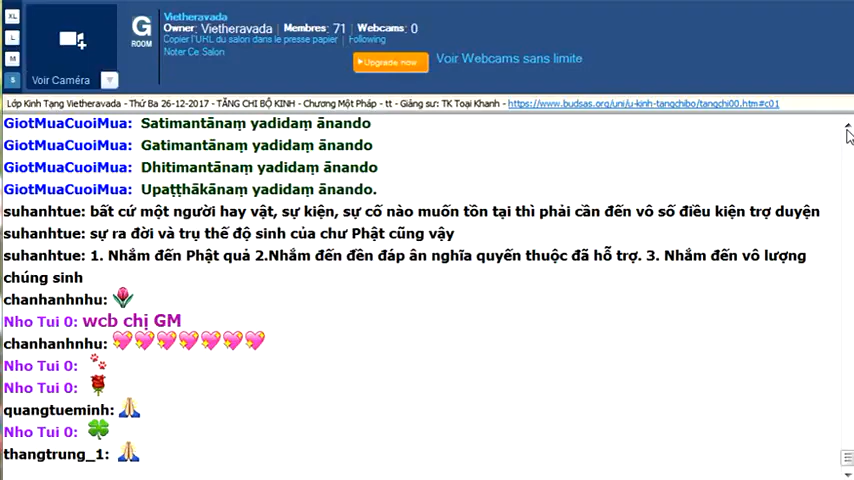 XL
L
M
S
Voir Caméra
G
ROOM
Vietheravada
Owner: Vietheravada | Membres: 71 | Webcams: 0
Copier l'URL du salon dans le presse papier | Following
Noter Ce Salon
Upgrade now
Voir Webcams sans limite
Lớp Kinh Tạng Vietheravada - Thứ Ba 26-12-2017 - TĂNG CHI BỘ KINH - Chương Một Pháp - tt - Giảng sư: TK Toại Khanh - https://www.budsas.org/uni/u-kinh-tangchibo/tangchi00.htm#c01
GiotMuaCuoiMua: Satimantānaṃ yadidaṃ ānando
GiotMuaCuoiMua: Gatimantānaṃ yadidaṃ ānando
GiotMuaCuoiMua: Dhitimantānaṃ yadidaṃ ānando
GiotMuaCuoiMua: Upaṭṭhākānaṃ yadidaṃ ānando.
suhanhtue: bất cứ một người hay vật, sự kiện, sự cố nào muốn tồn tại thì phải cần đến vô số điều kiện trợ duyện
suhanhtue: sự ra đời và trụ thế độ sinh của chư Phật cũng vậy
suhanhtue: 1. Nhắm đến Phật quả 2.Nhắm đến đền đáp ân nghĩa quyến thuộc đã hỗ trợ. 3. Nhắm đến vô lượng
chúng sinh
chanhanhnhu: 🌷
Nho Tui 0: wcb chị GM
chanhanhnhu: 💖💖💖💖💖💖💖
Nho Tui 0: 🐾
Nho Tui 0: 🌹
quangtueminh: 🙏
Nho Tui 0: 🍀
thangtrung_1: 🙏